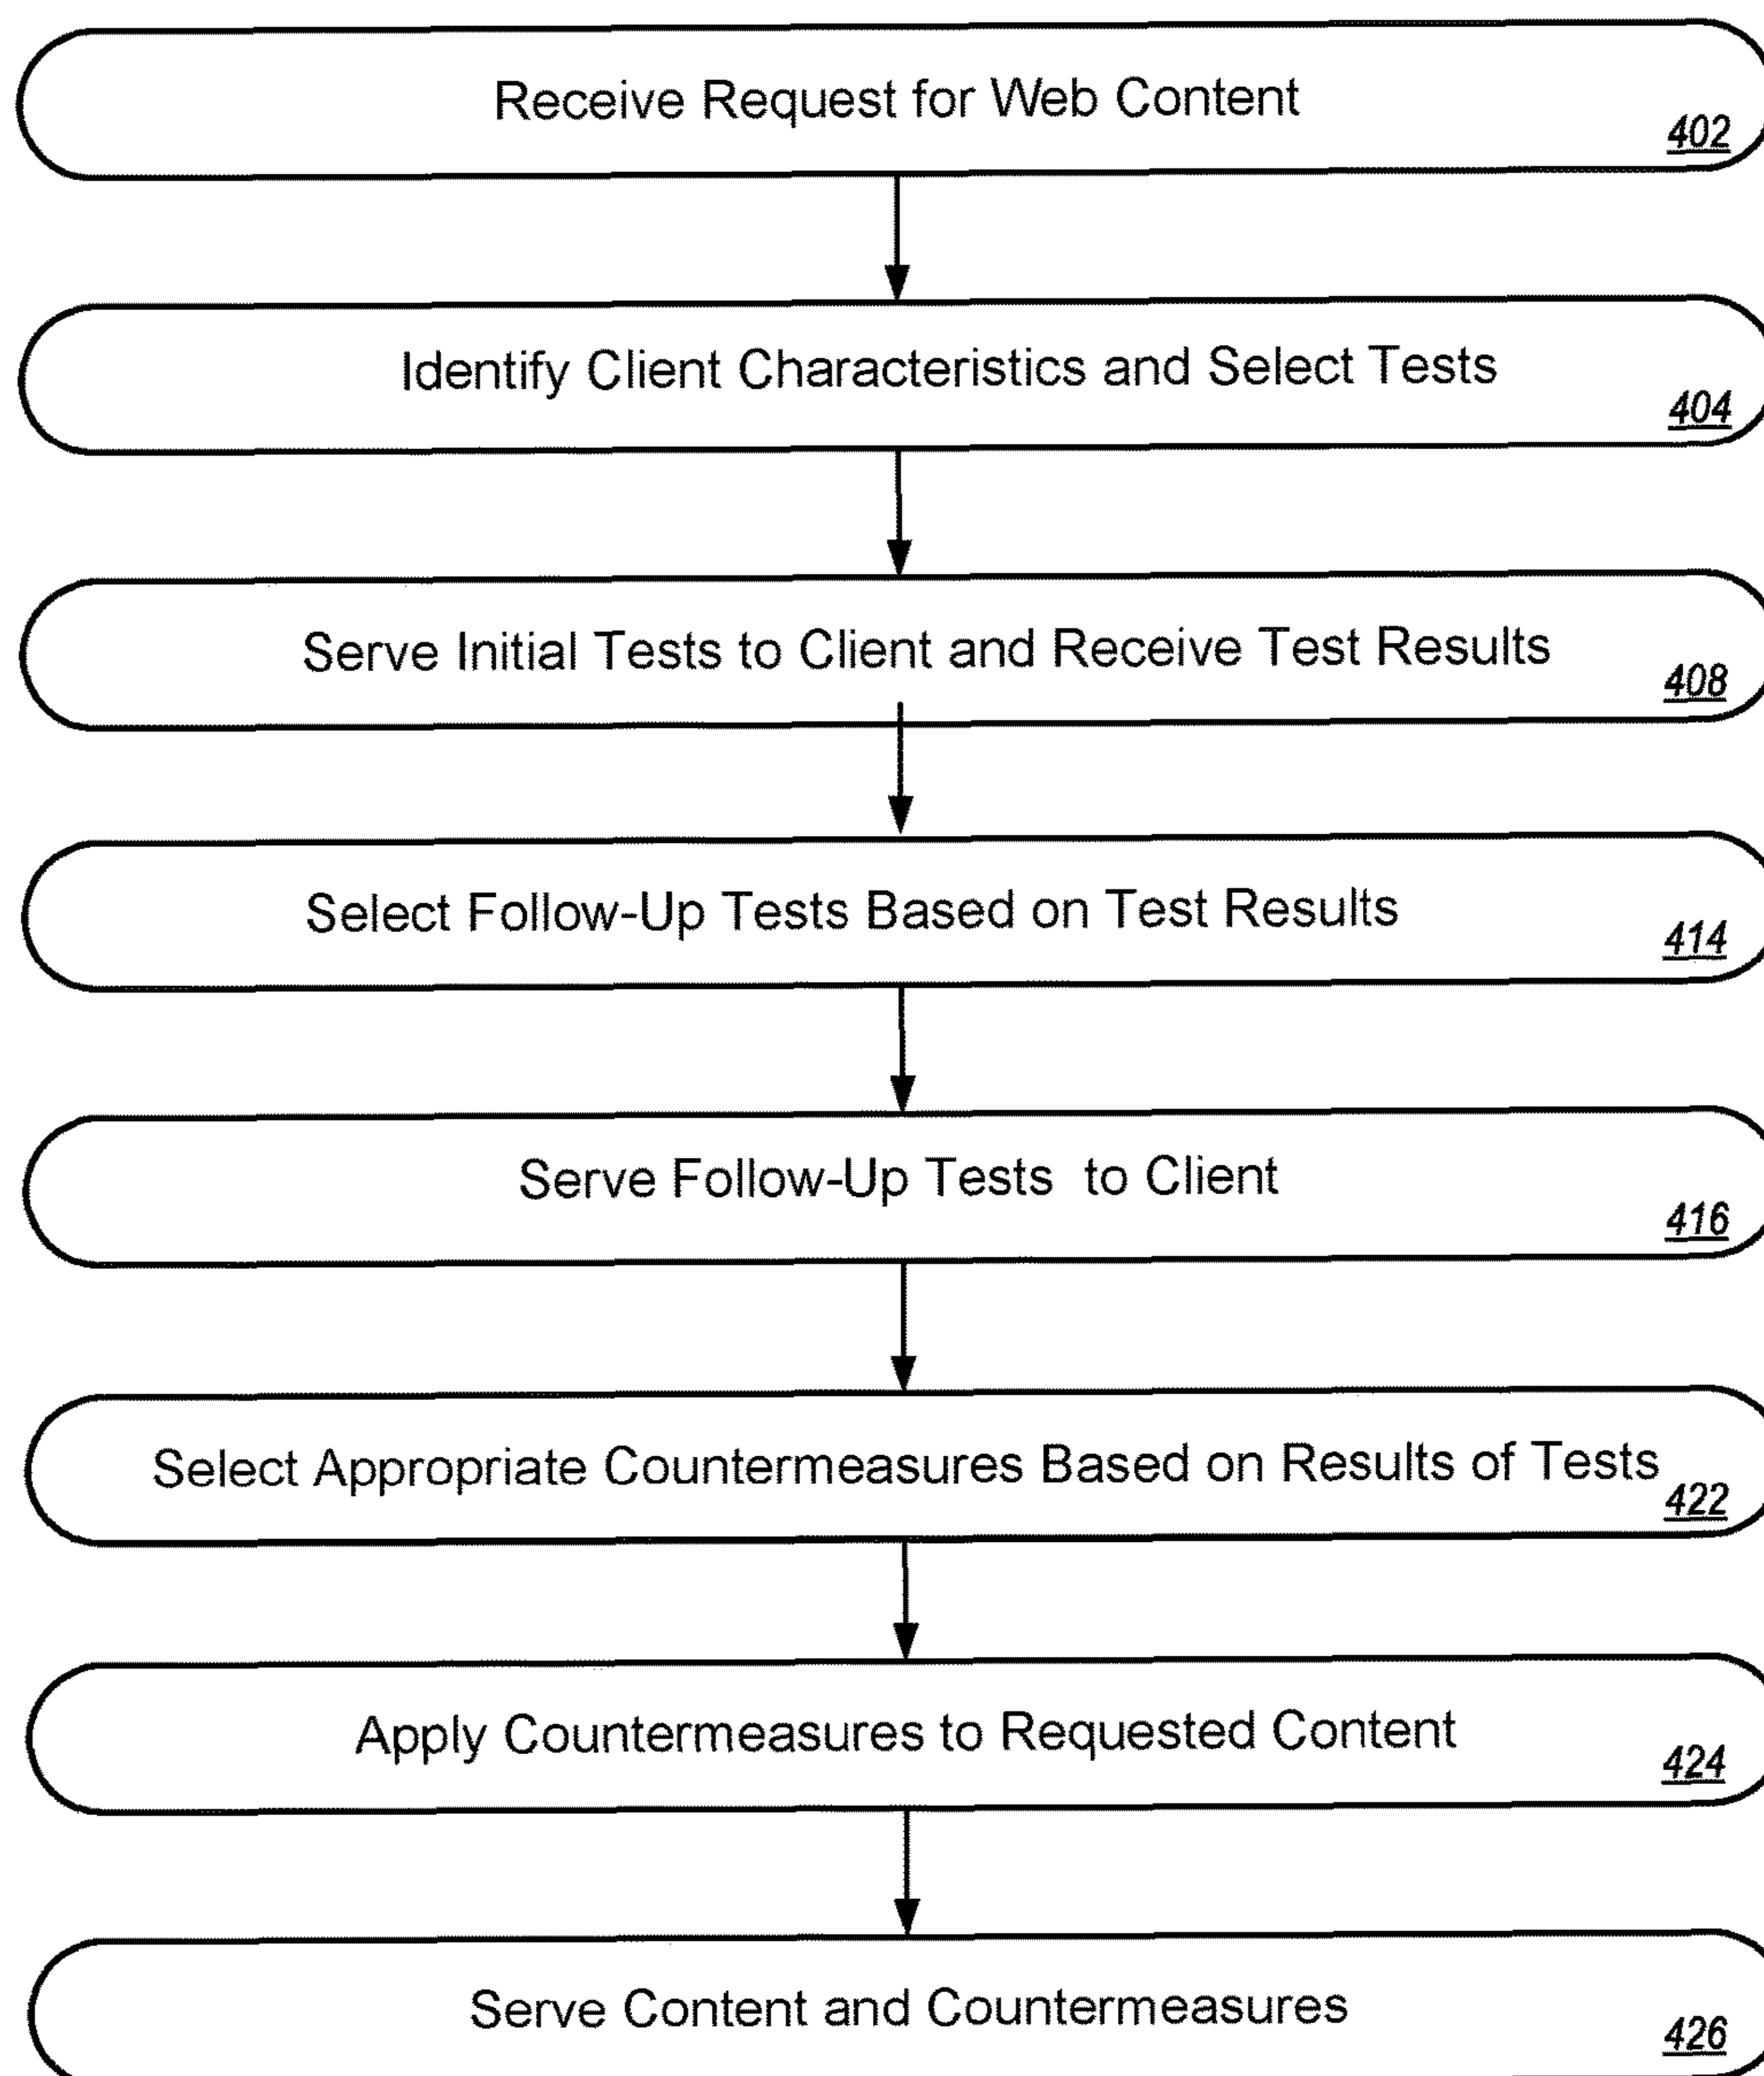 Receive Request for Web Content
402
Identify Client Characteristics and Select Tests
404
Serve Initial Tests to Client and Receive Test Results
408
Select Follow-Up Tests Based on Test Results
414
Serve Follow-Up Tests to Client
416
Select Appropriate Countermeasures Based on Results of Tests
422
Apply Countermeasures to Requested Content
424
Serve Content and Countermeasures
426